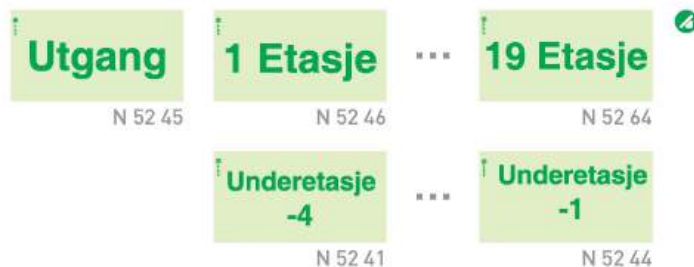 Utgang
1 Etasje
...
19 Etasje
N 52 45
N 52 46
N 52 64
Underetasje
-4
...
Underetasje
-1
N 52 41
N 52 44